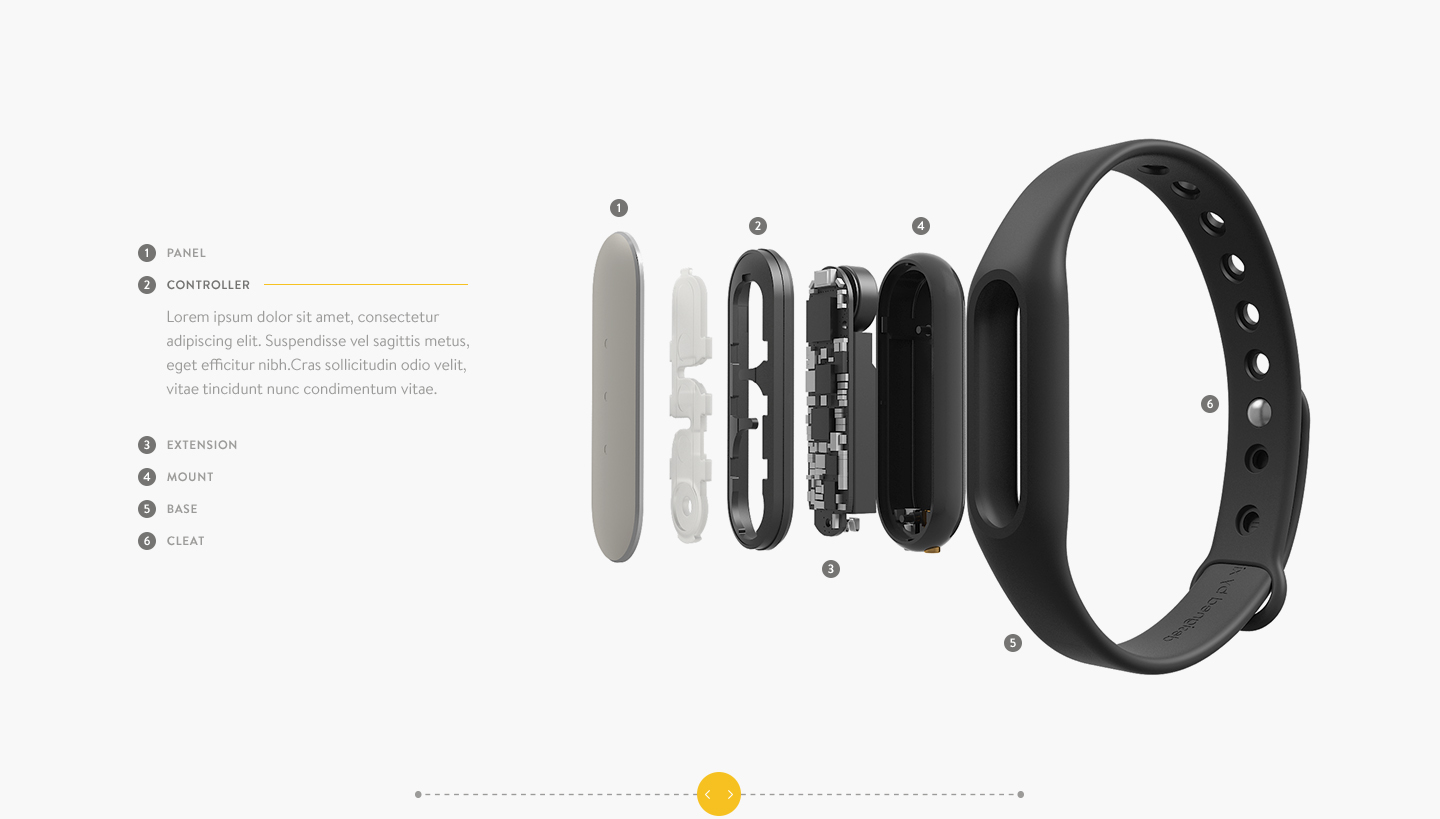 1 PANEL
2 CONTROLLER
Lorem ipsum dolor sit amet, consectetur
adipiscing elit. Suspendisse vel sagittis metus,
eget efficitur nibh.Cras sollicitudin odio velit,
vitae tincidunt nunc condimentum vitae.
3 EXTENSION
4 MOUNT
5 BASE
6 CLEAT
1
2
4
6
3
5